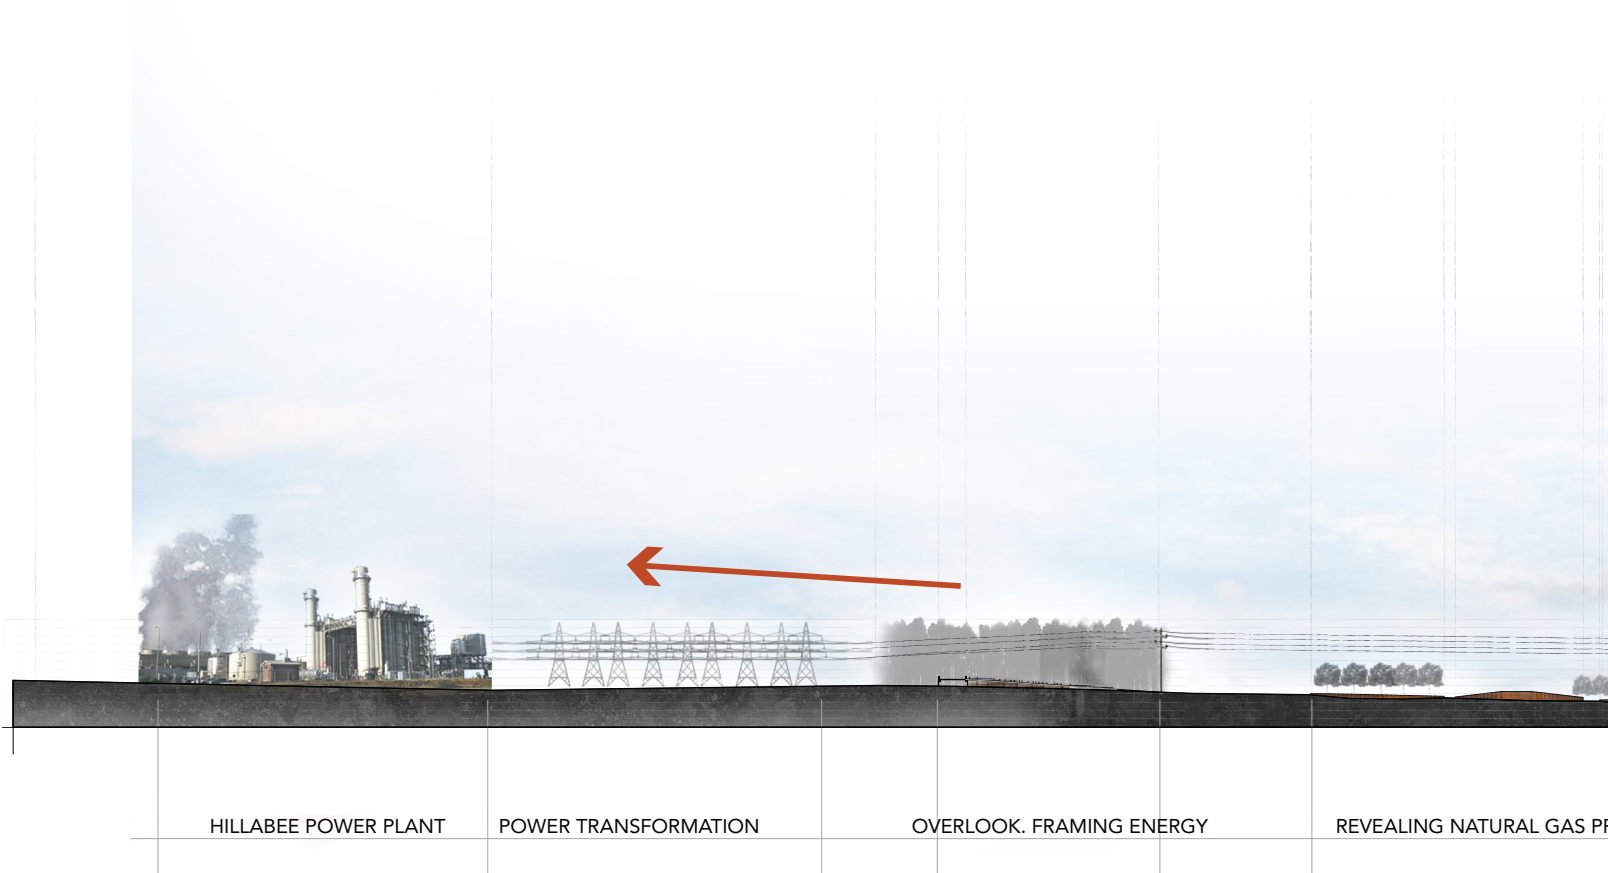 HILLABEE POWER PLANT
POWER TRANSFORMATION
OVERLOOK. FRAMING ENERGY
REVEALING NATURAL GAS